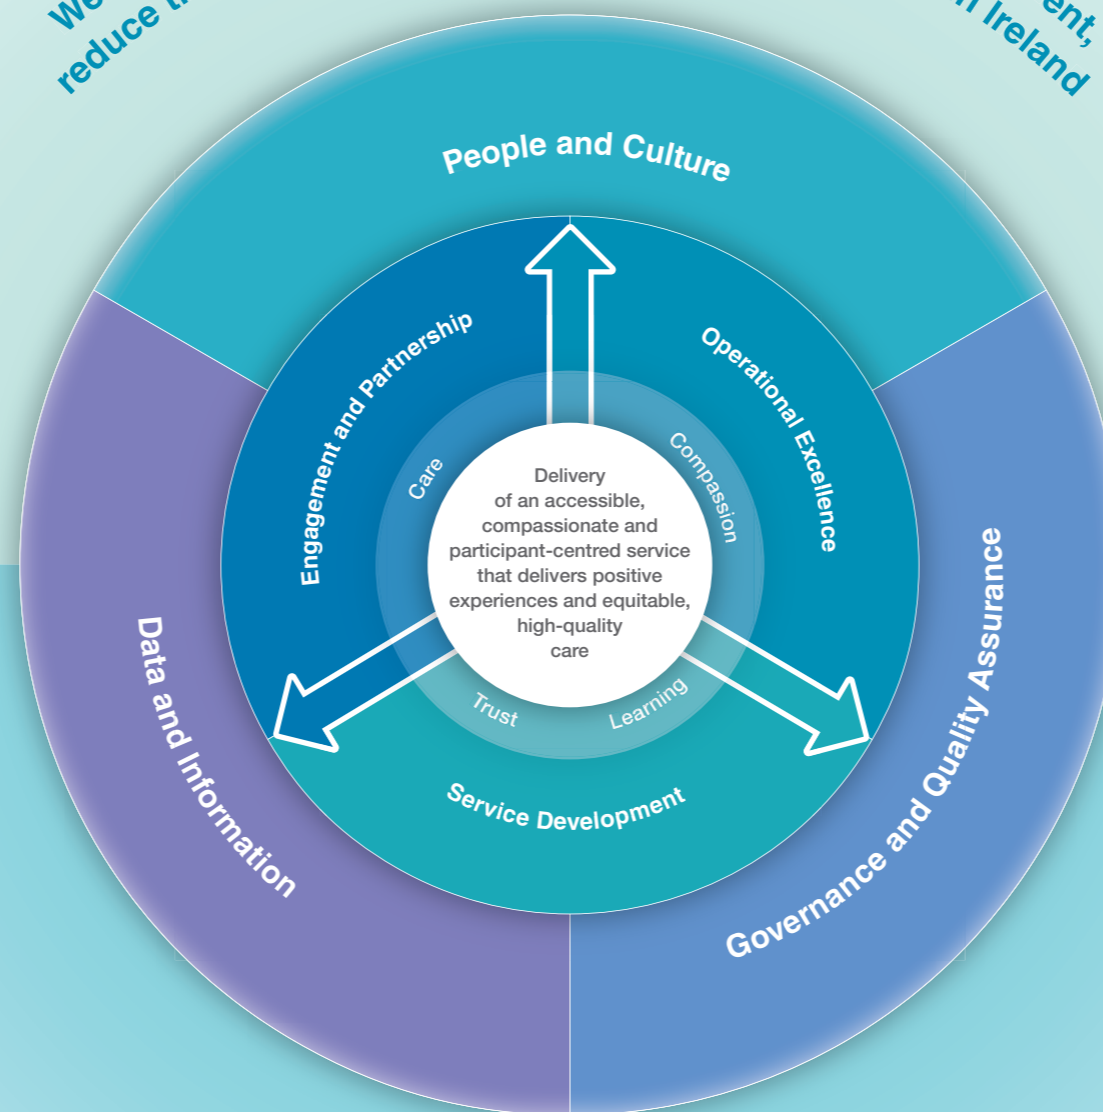 We
reduce
ent,
n Ireland
People and Culture
Engagement and Partnership
Operational Excellence
Care
Compassion
Delivery
of an accessible,
compassionate and
participant-centred service
that delivers positive
experiences and equitable,
high-quality
care
Trust
Learning
Service Development
Data and Information
Governance and Quality Assurance